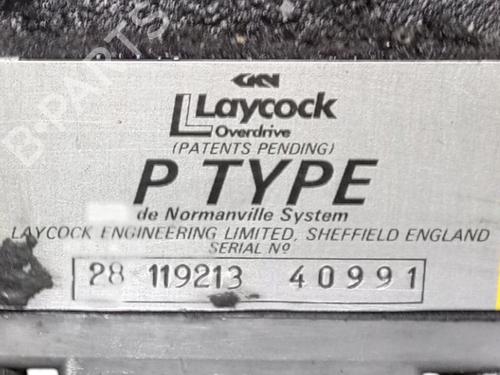 GKN
Laycock
Overdrive
(PATENTS PENDING)
P TYPE
de Normanville System
LAYCOCK ENGINEERING LIMITED, SHEFFIELD ENGLAND
SERIAL Nº
28 119213 40991
B-PARTS